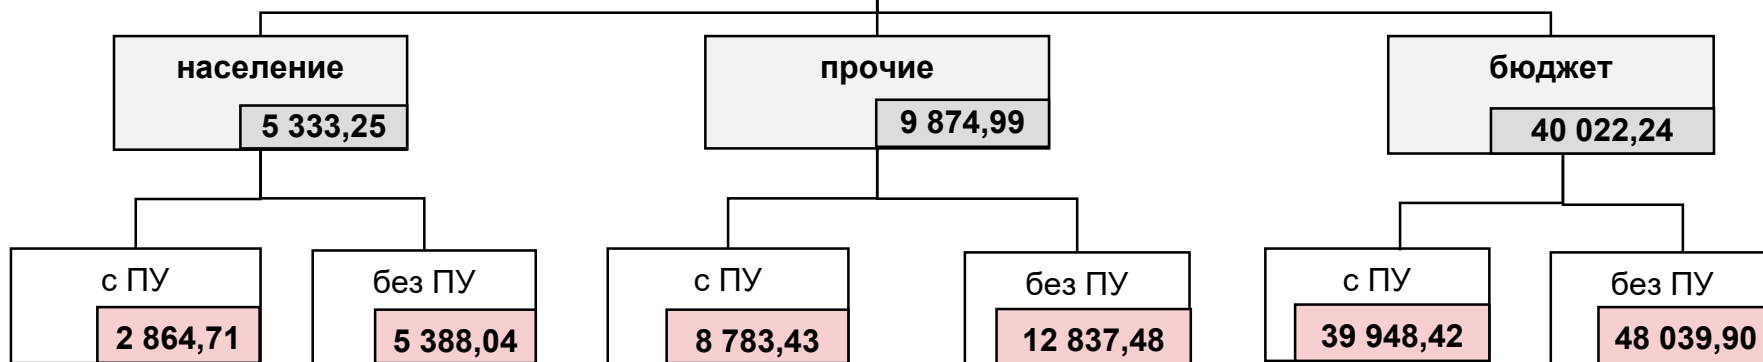 население
5 333,25
прочие
9 874,99
бюджет
40 022,24
с ПУ
2 864,71
без ПУ
5 388,04
с ПУ
8 783,43
без ПУ
12 837,48
с ПУ
39 948,42
без ПУ
48 039,90